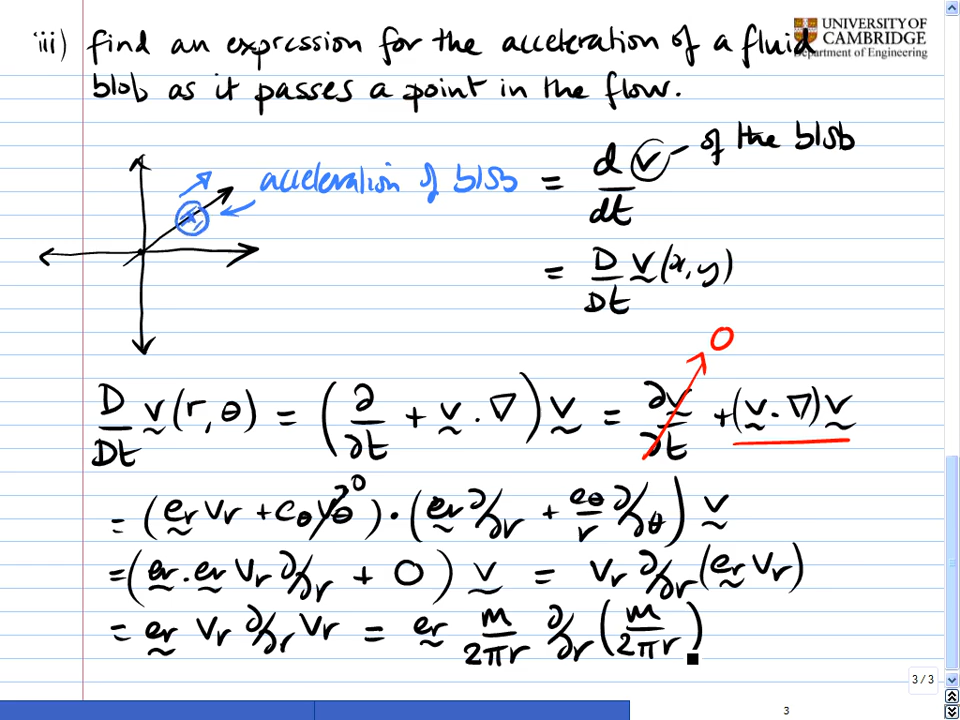 iii) find an expression for the acceleration of a fluid
UNIVERSITY OF
CAMBRIDGE
Department of Engineering
blob as it passes a point in the flow.
acceleration of blob = d/dt v – of the blob
= D/Dt v(x,y)
0
D/Dt v(r,θ) = (∂/∂t + v.∇) v = ∂v/∂t + (v.∇)v
= (er vr + eθ vθ 0) · (er ∂/∂r + eθ/r ∂/∂θ) v
= (er.er vr ∂/∂r + 0) v = vr ∂/∂r (er vr)
= er vr ∂/∂r vr = er m/2πr ∂/∂r (m/2πr)
3 / 3
3